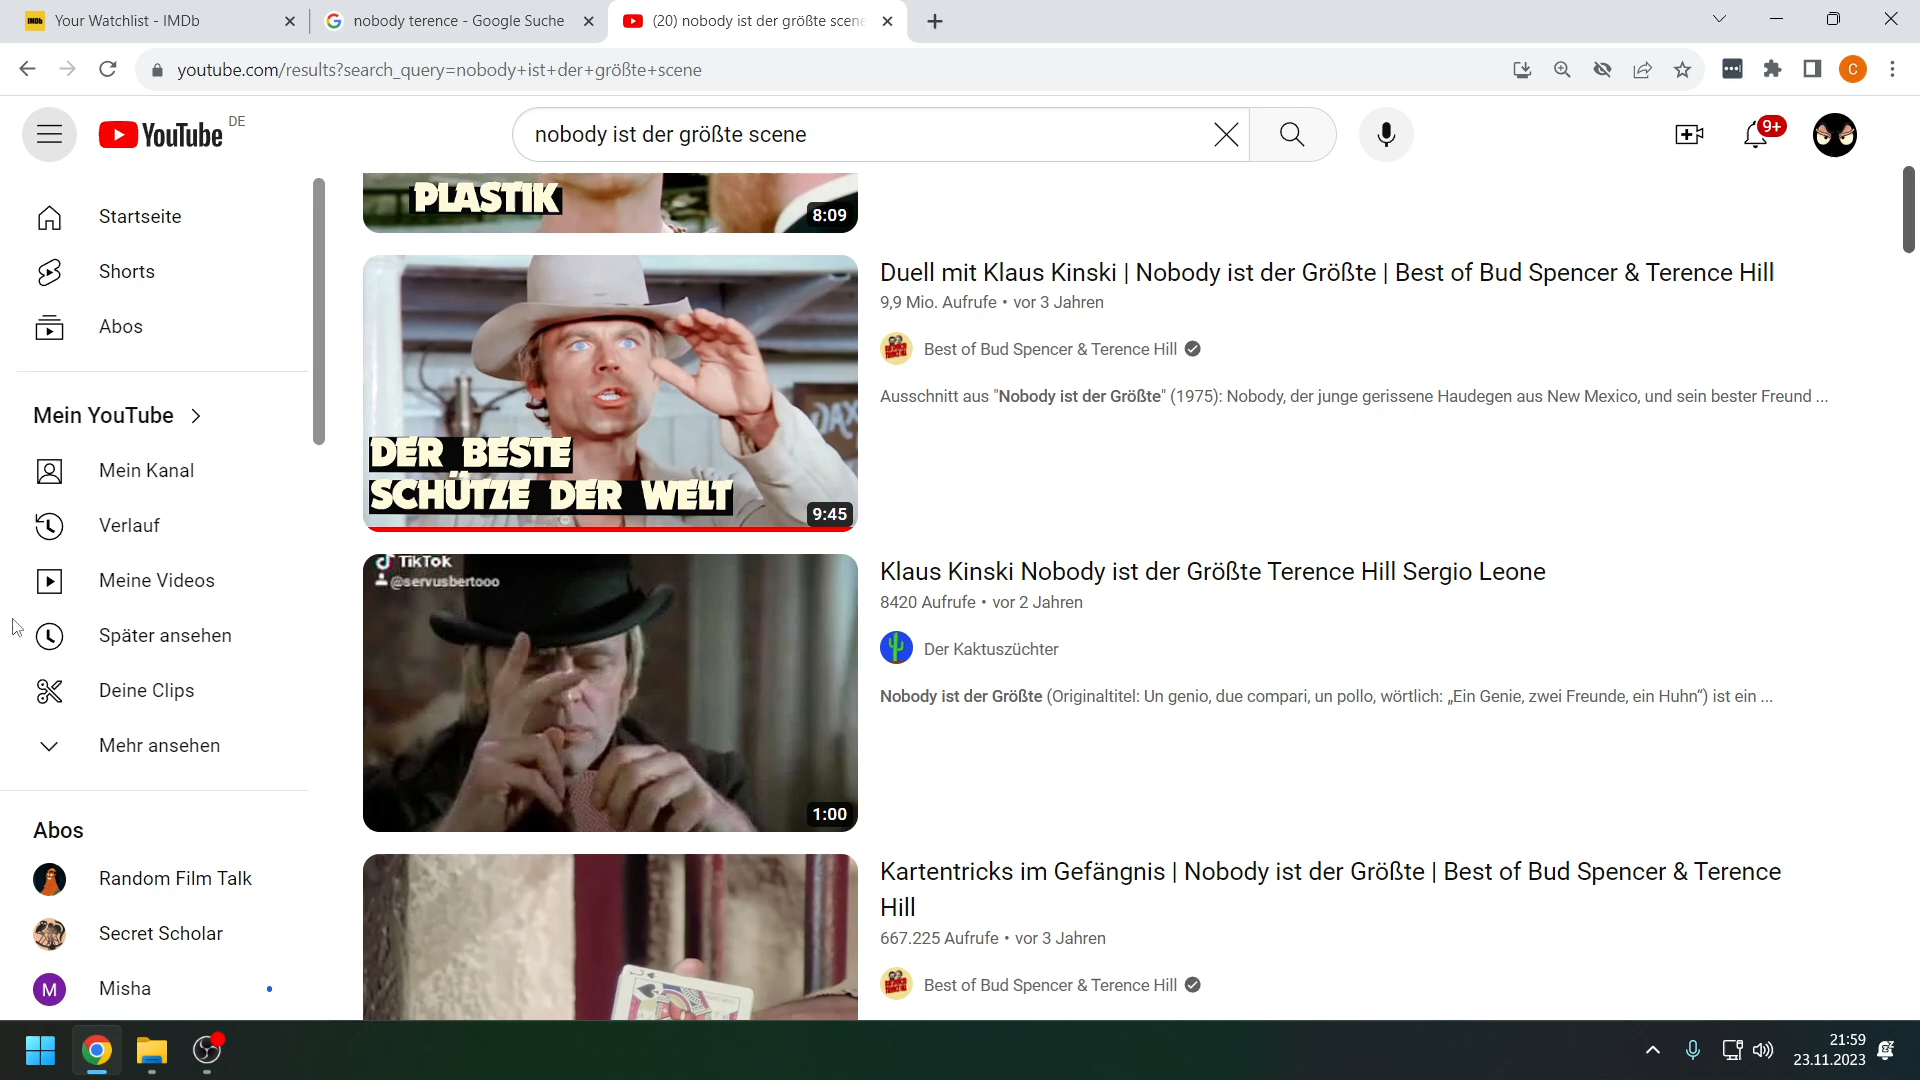 Your Watchlist - IMDb
nobody terence - Google Suche
(20) nobody ist der größte scene
youtube.com/results?search_query=nobody+ist+der+größte+scene
C
YouTube DE
nobody ist der größte scene
9+
Startseite
Shorts
Abos
Mein YouTube
Mein Kanal
Verlauf
Meine Videos
Später ansehen
Deine Clips
Mehr ansehen
Abos
Random Film Talk
Secret Scholar
M
Misha
PLASTIK
8:09
DER BESTE
SCHÜTZE DER WELT
9:45
Duell mit Klaus Kinski | Nobody ist der Größte | Best of Bud Spencer & Terence Hill
9,9 Mio. Aufrufe • vor 3 Jahren
Best of Bud Spencer & Terence Hill
Ausschnitt aus "Nobody ist der Größte" (1975): Nobody, der junge gerissene Haudegen aus New Mexico, und sein bester Freund ...
TikTok
@servusbertooo
1:00
Klaus Kinski Nobody ist der Größte Terence Hill Sergio Leone
8420 Aufrufe • vor 2 Jahren
Der Kaktuszüchter
Nobody ist der Größte (Originaltitel: Un genio, due compari, un pollo, wörtlich: „Ein Genie, zwei Freunde, ein Huhn“) ist ein ...
Kartentricks im Gefängnis | Nobody ist der Größte | Best of Bud Spencer & Terence
Hill
667.225 Aufrufe • vor 3 Jahren
Best of Bud Spencer & Terence Hill
21:59
23.11.2023